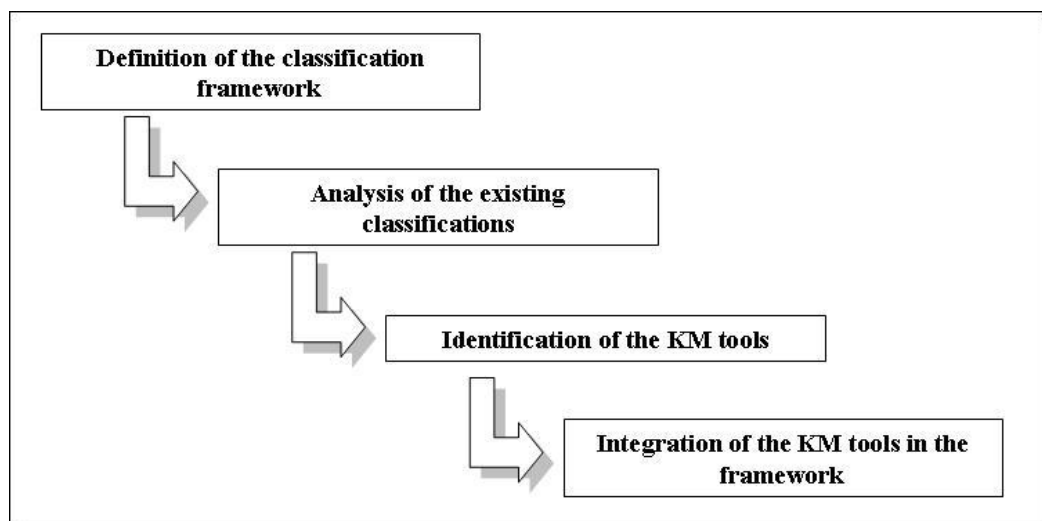 Definition of the classification
framework
Analysis of the existing
classifications
Identification of the KM tools
Integration of the KM tools in the
framework